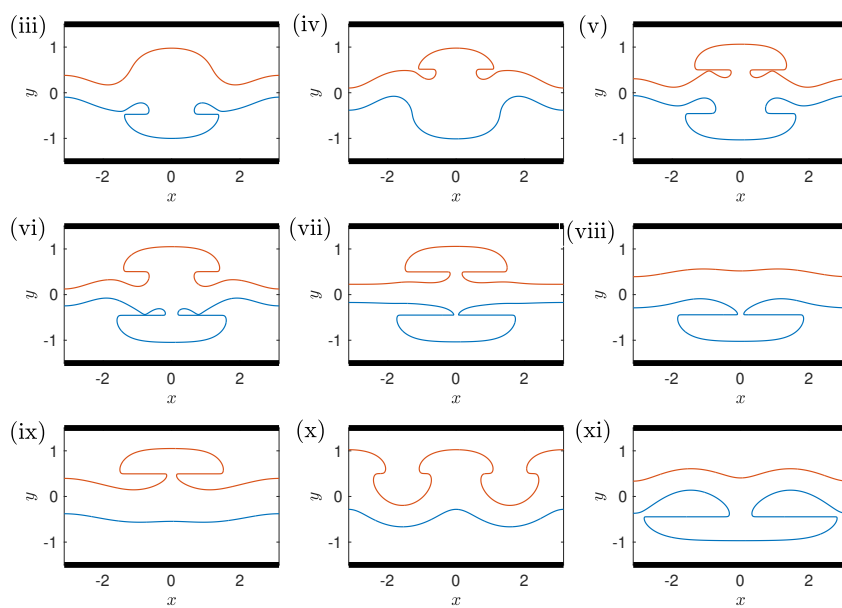 (iii) (iv) (v)
1 1 1
y 0 y 0 y 0
-1 -1 -1
-2 0 2 -2 0 2 -2 0 2
x x x
(vi) (vii) (viii)
1 1 1
y 0 y 0 y 0
-1 -1 -1
-2 0 2 -2 0 2 -2 0 2
x x x
(ix) (x) (xi)
1 1 1
y 0 y 0 y 0
-1 -1 -1
-2 0 2 -2 0 2 -2 0 2
x x x